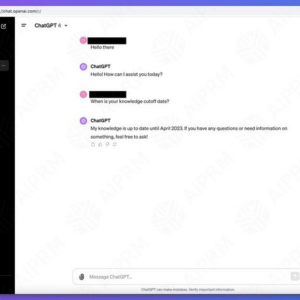 //chat.openai.com/c/
ChatGPT 4
Hello there
ChatGPT
Hello! How can I assist you today?
When is your knowledge cutoff date?
ChatGPT
My knowledge is up to date until April 2023. If you have any questions or need information on
something, feel free to ask!
Message ChatGPT...
ChatGPT can make mistakes. Verify important information.
AIPRM